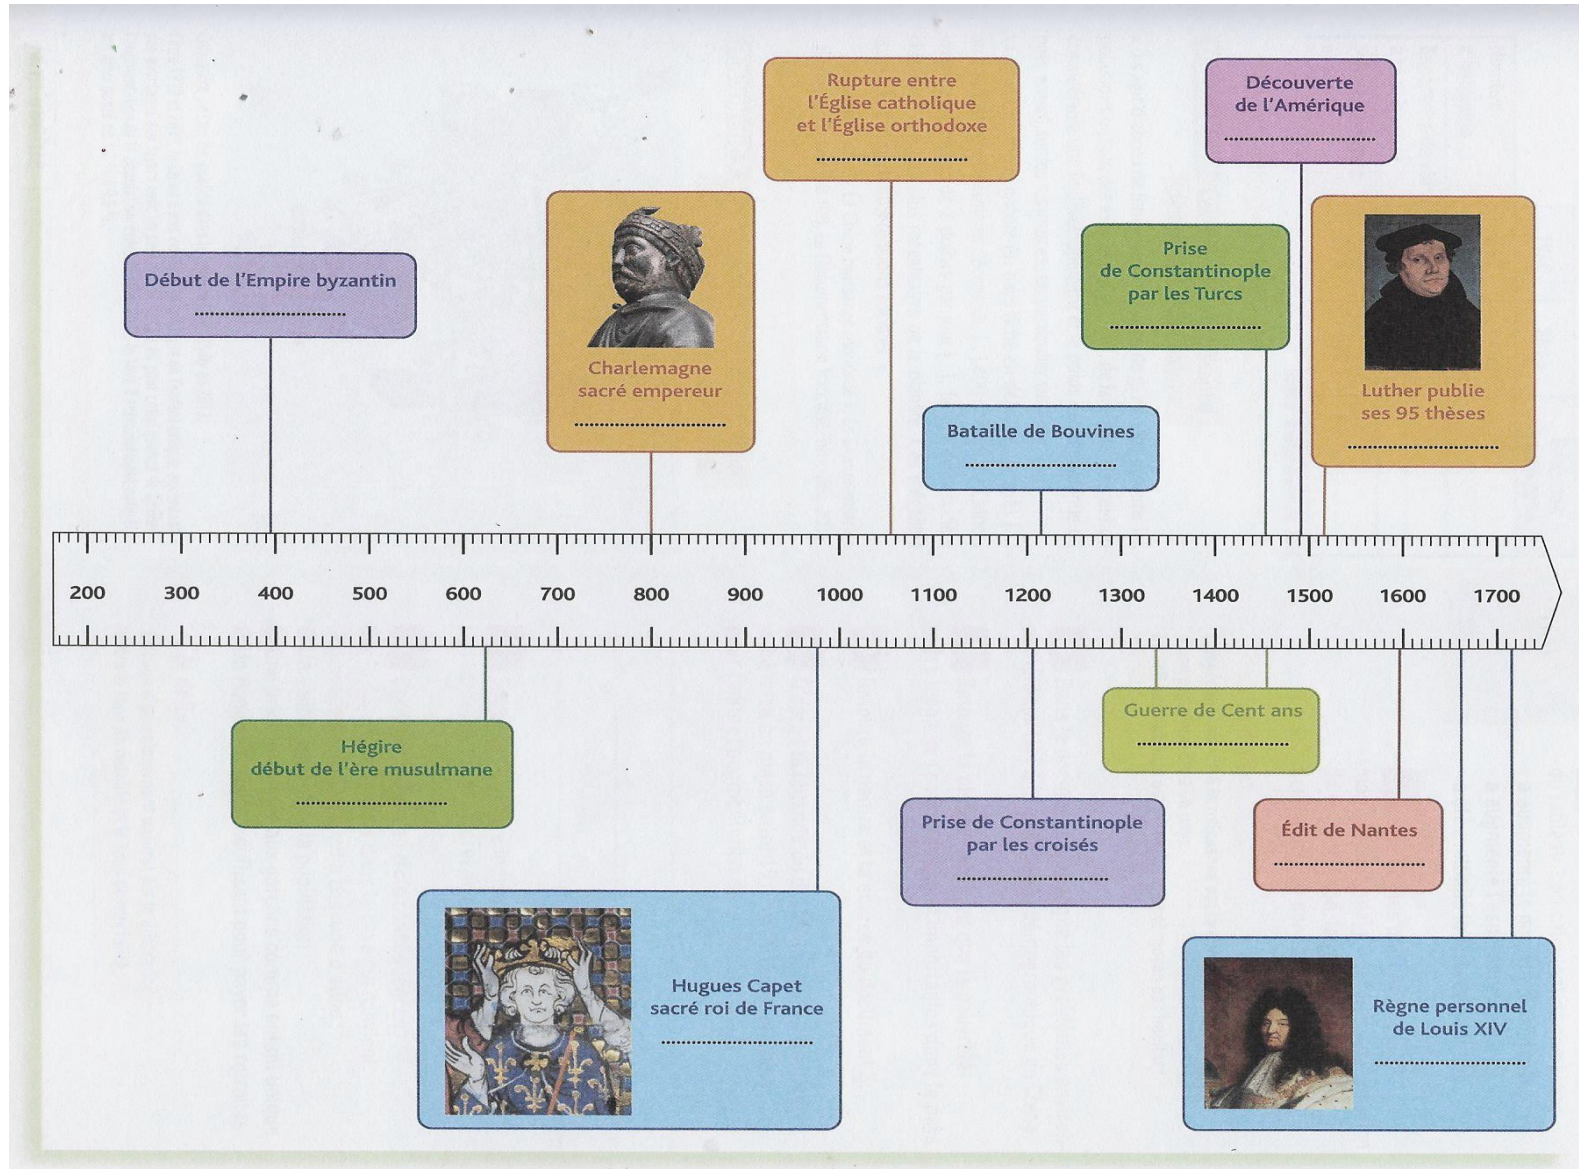 Rupture entre
l'Église catholique
et l'Église orthodoxe
..............................
Découverte
de l'Amérique
..............................
Début de l'Empire byzantin
..............................
Charlemagne
sacré empereur
..............................
Prise
de Constantinople
par les Turcs
..............................
Luther publie
ses 95 thèses
..............................
Bataille de Bouvines
..............................
200 300 400 500 600 700 800 900 1000 1100 1200 1300 1400 1500 1600 1700
Hégire
début de l'ère musulmane
..............................
Guerre de Cent ans
..............................
Prise de Constantinople
par les croisés
..............................
Édit de Nantes
..............................
Hugues Capet
sacré roi de France
..............................
Règne personnel
de Louis XIV
..............................